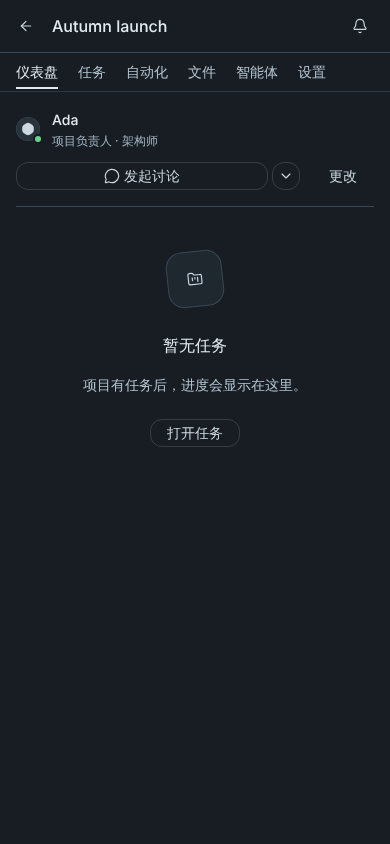 Autumn launch
仪表盘 任务 自动化 文件 智能体 设置
Ada
项目负责人 · 架构师
发起讨论 更改
暂无任务
项目有任务后，进度会显示在这里。
打开任务